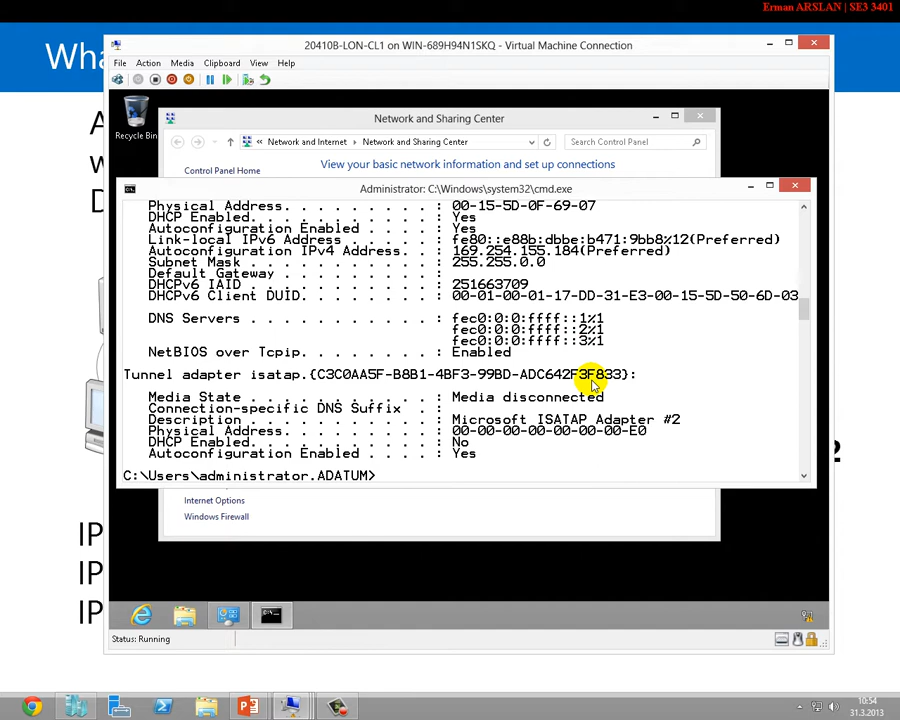 Erman ARSLAN | SE3 3401
Wha
20410B-LON-CL1 on WIN-689H94N1SKQ - Virtual Machine Connection
File Action Media Clipboard View Help
A
Recycle Bin
Network and Sharing Center
« Network and Internet Network and Sharing Center
Search Control Panel
w
Control Panel Home
View your basic network information and set up connections
D
Administrator: C:\Windows\system32\cmd.exe
Physical Address. . . . . . . . . : 00-15-5D-0F-69-07
DHCP Enabled. . . . . . . . . . . : Yes
Autoconfiguration Enabled . . . . : Yes
Link-local IPv6 Address . . . . . : fe80::e88b:dbbe:b471:9bb8%12(Preferred)
Autoconfiguration IPv4 Address. . : 169.254.155.184(Preferred)
Subnet Mask . . . . . . . . . . . : 255.255.0.0
Default Gateway . . . . . . . . . :
DHCPv6 IAID . . . . . . . . . . . : 251663709
DHCPv6 Client DUID. . . . . . . . : 00-01-00-01-17-DD-31-E3-00-15-5D-50-6D-03
DNS Servers . . . . . . . . . . . : fec0:0:0:ffff::1%1
fec0:0:0:ffff::2%1
fec0:0:0:ffff::3%1
NetBIOS over Tcpip. . . . . . . . : Enabled
Tunnel adapter isatap.{C3C0AA5F-B8B1-4BF3-99BD-ADC642F3F833}:
Media State . . . . . . . . . . . : Media disconnected
Connection-specific DNS Suffix . :
Description . . . . . . . . . . . : Microsoft ISATAP Adapter #2
Physical Address. . . . . . . . . : 00-00-00-00-00-00-00-E0
DHCP Enabled. . . . . . . . . . . : No
Autoconfiguration Enabled . . . . : Yes
C:\Users\administrator.ADATUM>
2
Internet Options
Windows Firewall
IP
IP
IP
Status: Running
10:54
31.3.2013